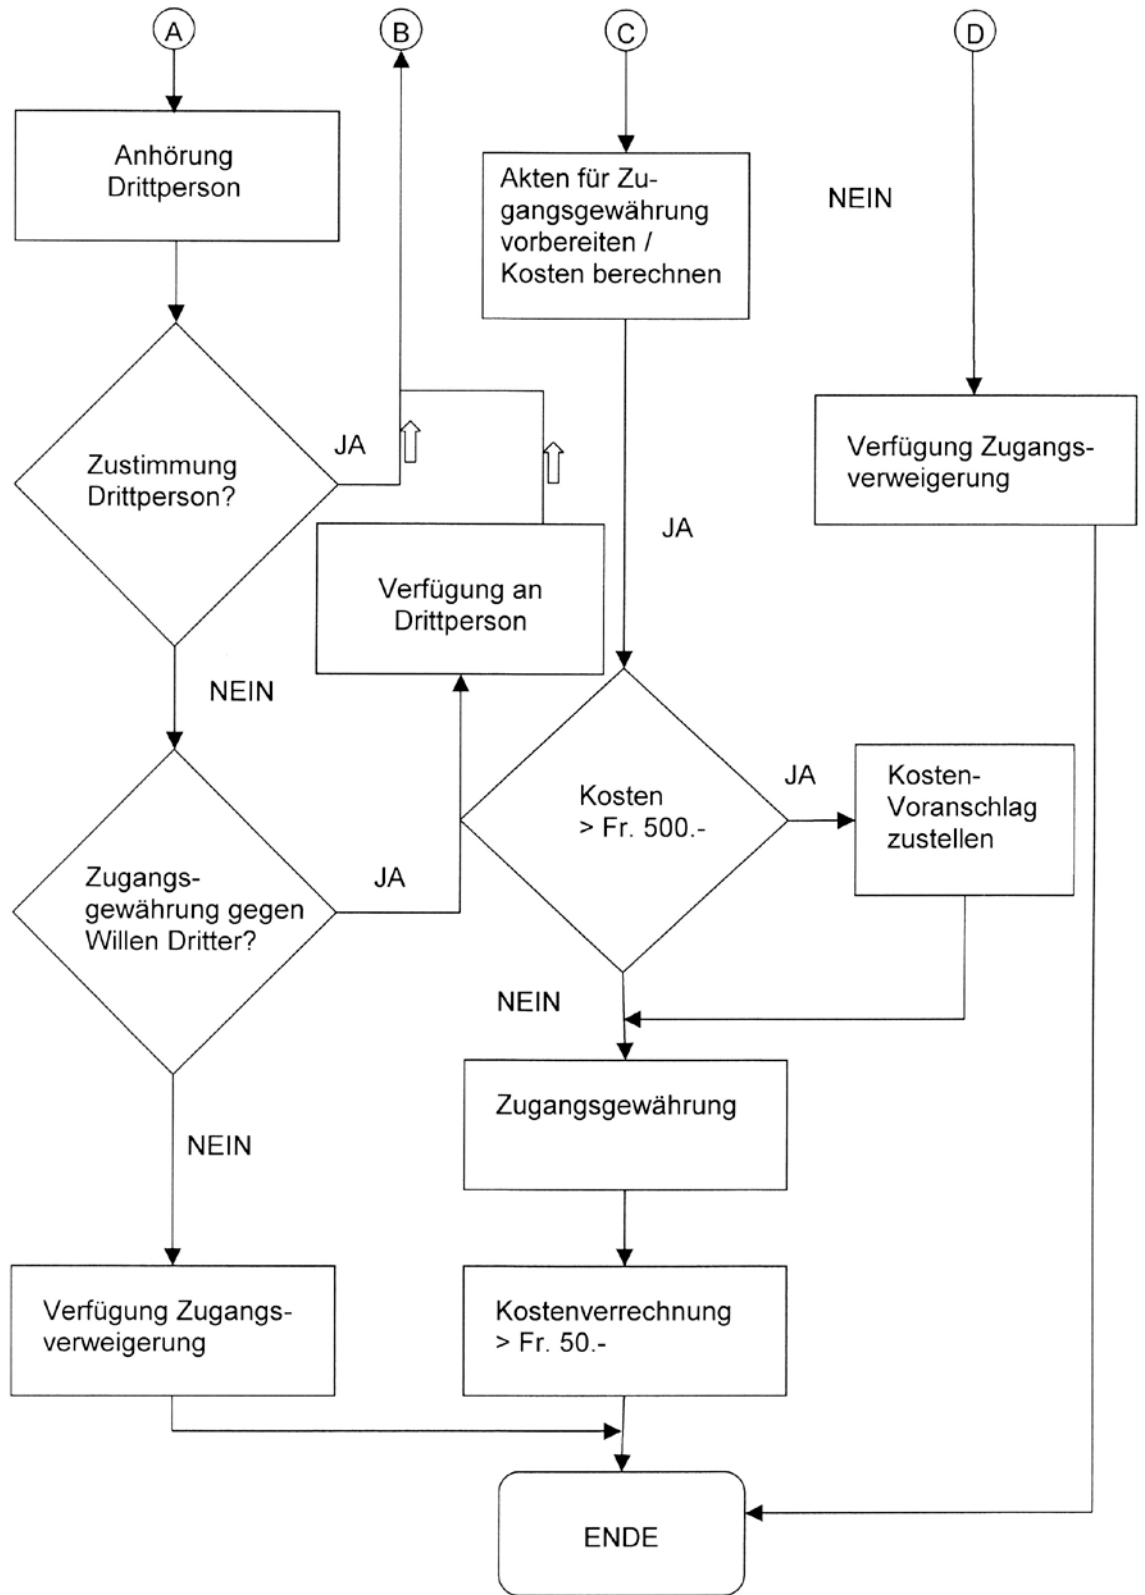 A
B
C
D
Anhörung
Drittperson
Akten für Zu-
gangsgewährung
vorbereiten /
Kosten berechnen
NEIN
Zustimmung
Drittperson?
JA
Verfügung Zugangs-
verweigerung
JA
Verfügung an
Drittperson
NEIN
Kosten
> Fr. 500.-
JA
Kosten-
Voranschlag
zustellen
Zugangs-
gewährung gegen
Willen Dritter?
JA
NEIN
Zugangsgewährung
NEIN
Verfügung Zugangs-
verweigerung
Kostenverrechnung
> Fr. 50.-
ENDE